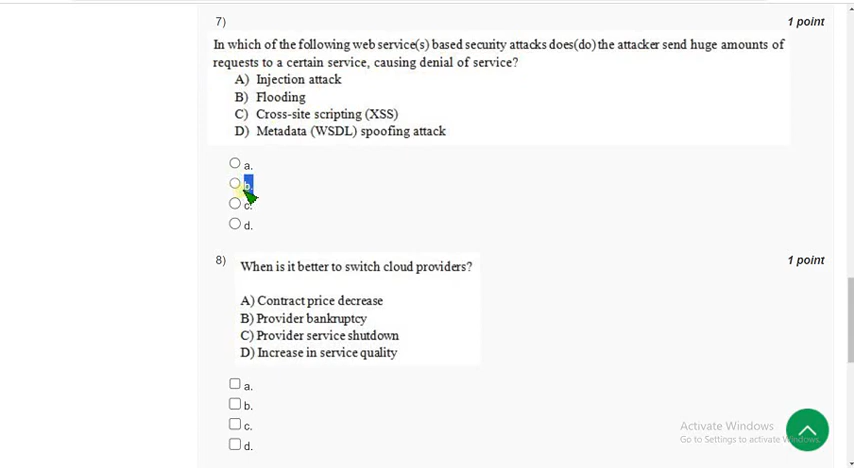 7)
1 point
In which of the following web service(s) based security attacks does(do) the attacker send huge amounts of
requests to a certain service, causing denial of service?
A) Injection attack
B) Flooding
C) Cross-site scripting (XSS)
D) Metadata (WSDL) spoofing attack
a.
b.
c.
d.
8)
1 point
When is it better to switch cloud providers?
A) Contract price decrease
B) Provider bankruptcy
C) Provider service shutdown
D) Increase in service quality
a.
b.
c.
d.
Activate Windows
Go to Settings to activate Windows.